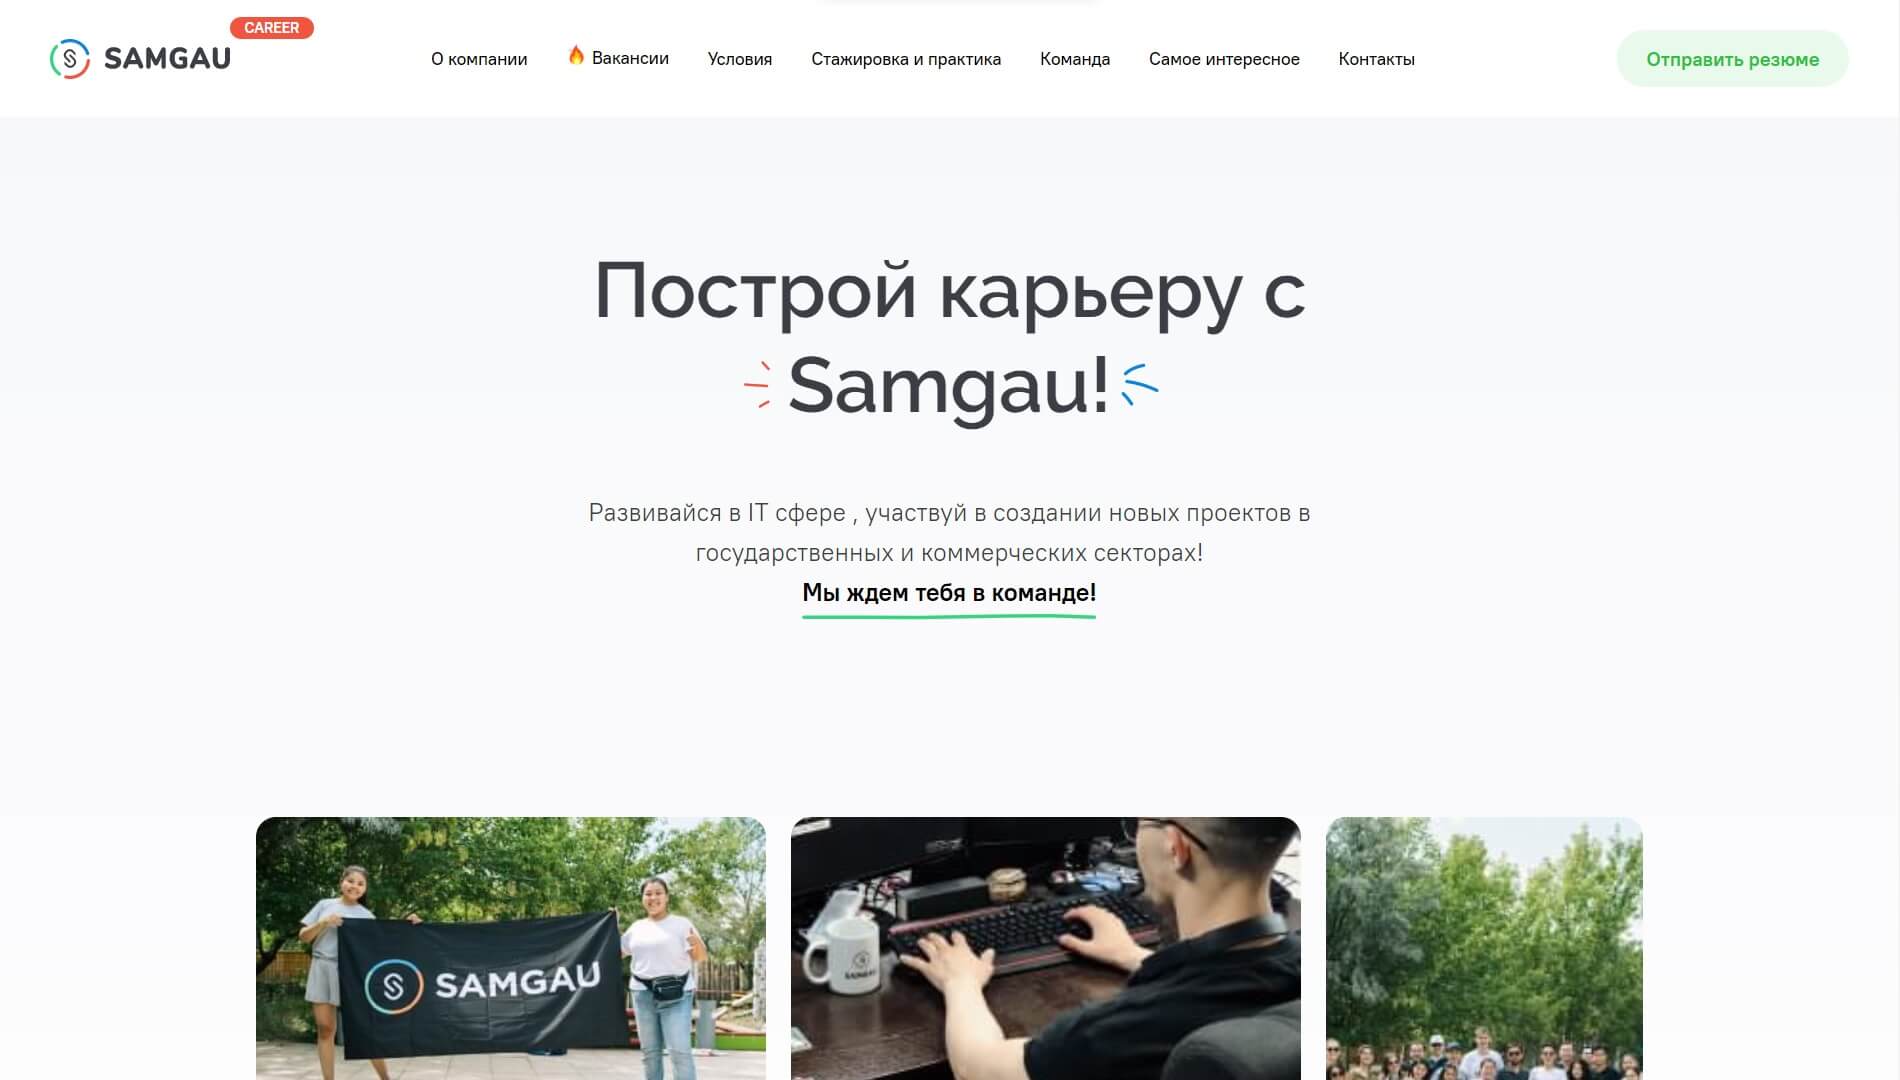 CAREER
SAMGAU
О компании
Вакансии
Условия
Стажировка и практика
Команда
Самое интересное
Контакты
Отправить резюме
Построй карьеру с
Samgau!
Развивайся в IT сфере , участвуй в создании новых проектов в
государственных и коммерческих секторах!
Мы ждем тебя в команде!
SAMGAU
SAMGAU